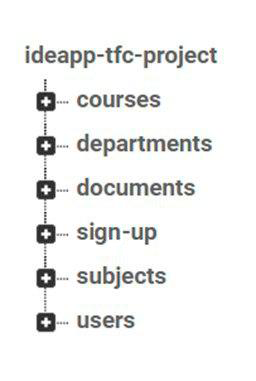 ideapp-tfc-project
courses
departments
documents
sign-up
subjects
users